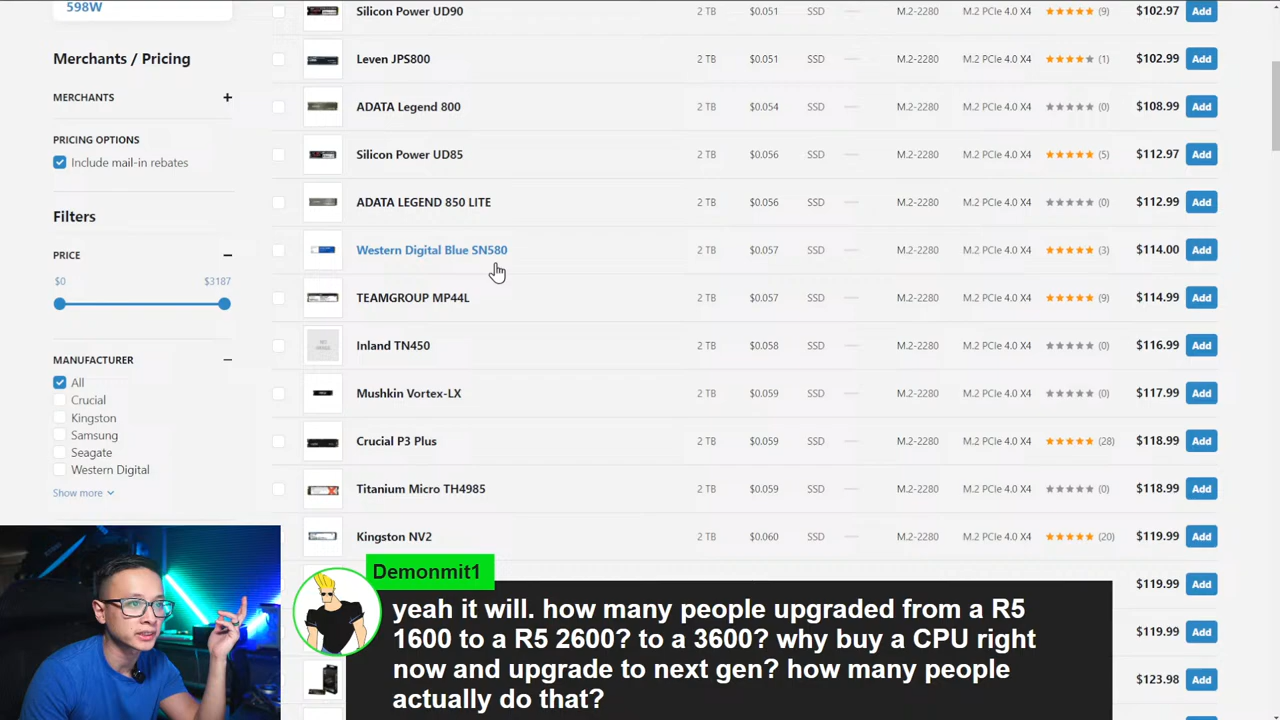 598W
Merchants / Pricing
MERCHANTS +
PRICING OPTIONS
Include mail-in rebates
Filters
PRICE −
$0 $3187
MANUFACTURER −
All
Crucial
Kingston
Samsung
Seagate
Western Digital
Show more
Silicon Power UD90 2 TB $0.051 SSD M.2-2280 M.2 PCIe 4.0 X4 (9) $102.97 Add
Leven JPS800 2 TB $0.051 SSD M.2-2280 M.2 PCIe 4.0 X4 (1) $102.99 Add
ADATA Legend 800 2 TB $0.054 SSD M.2-2280 M.2 PCIe 4.0 X4 (0) $108.99 Add
Silicon Power UD85 2 TB $0.056 SSD M.2-2280 M.2 PCIe 4.0 X4 (5) $112.97 Add
ADATA LEGEND 850 LITE 2 TB $0.056 SSD M.2-2280 M.2 PCIe 4.0 X4 (0) $112.99 Add
Western Digital Blue SN580 2 TB $0.057 SSD M.2-2280 M.2 PCIe 4.0 X4 (3) $114.00 Add
TEAMGROUP MP44L 2 TB $0.057 SSD M.2-2280 M.2 PCIe 4.0 X4 (9) $114.99 Add
Inland TN450 2 TB $0.058 SSD M.2-2280 M.2 PCIe 4.0 X4 (0) $116.99 Add
Mushkin Vortex-LX 2 TB $0.059 SSD M.2-2280 M.2 PCIe 4.0 X4 (0) $117.99 Add
Crucial P3 Plus 2 TB $0.059 SSD M.2-2280 M.2 PCIe 4.0 X4 (28) $118.99 Add
Titanium Micro TH4985 2 TB $0.059 SSD M.2-2280 M.2 PCIe 4.0 X4 (0) $118.99 Add
Kingston NV2 2 TB $0.060 SSD M.2-2280 M.2 PCIe 4.0 X4 (20) $119.99 Add
$119.99 Add
$119.99 Add
$123.98 Add
Demonmit1
yeah it will. how many people upgraded from a R5
1600 to a R5 2600? to a 3600? why buy a CPU right
now and upgrade to next gen? how many people
actually do that?